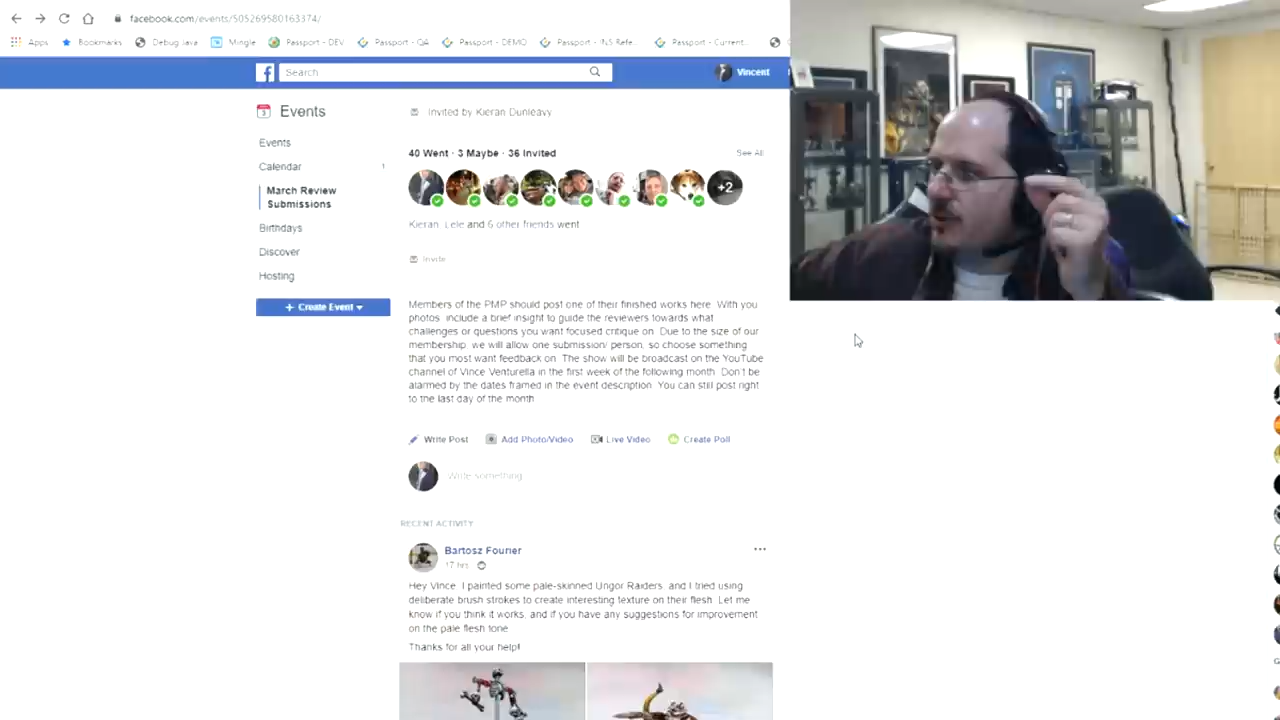 facebook.com/events/505269580163374/
Apps Bookmarks Debug Java Mingle Passport - DEV Passport - QA Passport - DEMO Passport - INS Refe... Passport - Current...
Search
Vincent
Events
Events
Calendar 1
March Review
Submissions
Birthdays
Discover
Hosting
+ Create Event
Invited by Kieran Dunleavy
40 Went · 3 Maybe · 36 Invited See All
+2
Kieran, Lele and 6 other friends went
Invite
Members of the PMP should post one of their finished works here. With you
photos, include a brief insight to guide the reviewers towards what
challenges or questions you want focused critique on. Due to the size of our
membership, we will allow one submission/ person, so choose something
that you most want feedback on. The show will be broadcast on the YouTube
channel of Vince Venturella in the first week of the following month. Don't be
alarmed by the dates framed in the event description. You can still post right
to the last day of the month.
Write Post Add Photo/Video Live Video Create Poll
Write something
RECENT ACTIVITY
Bartosz Fourier ...
17 hrs
Hey Vince. I painted some pale-skinned Ungor Raiders, and I tried using
deliberate brush strokes to create interesting texture on their flesh. Let me
know if you think it works, and if you have any suggestions for improvement
on the pale flesh tone.
Thanks for all your help!